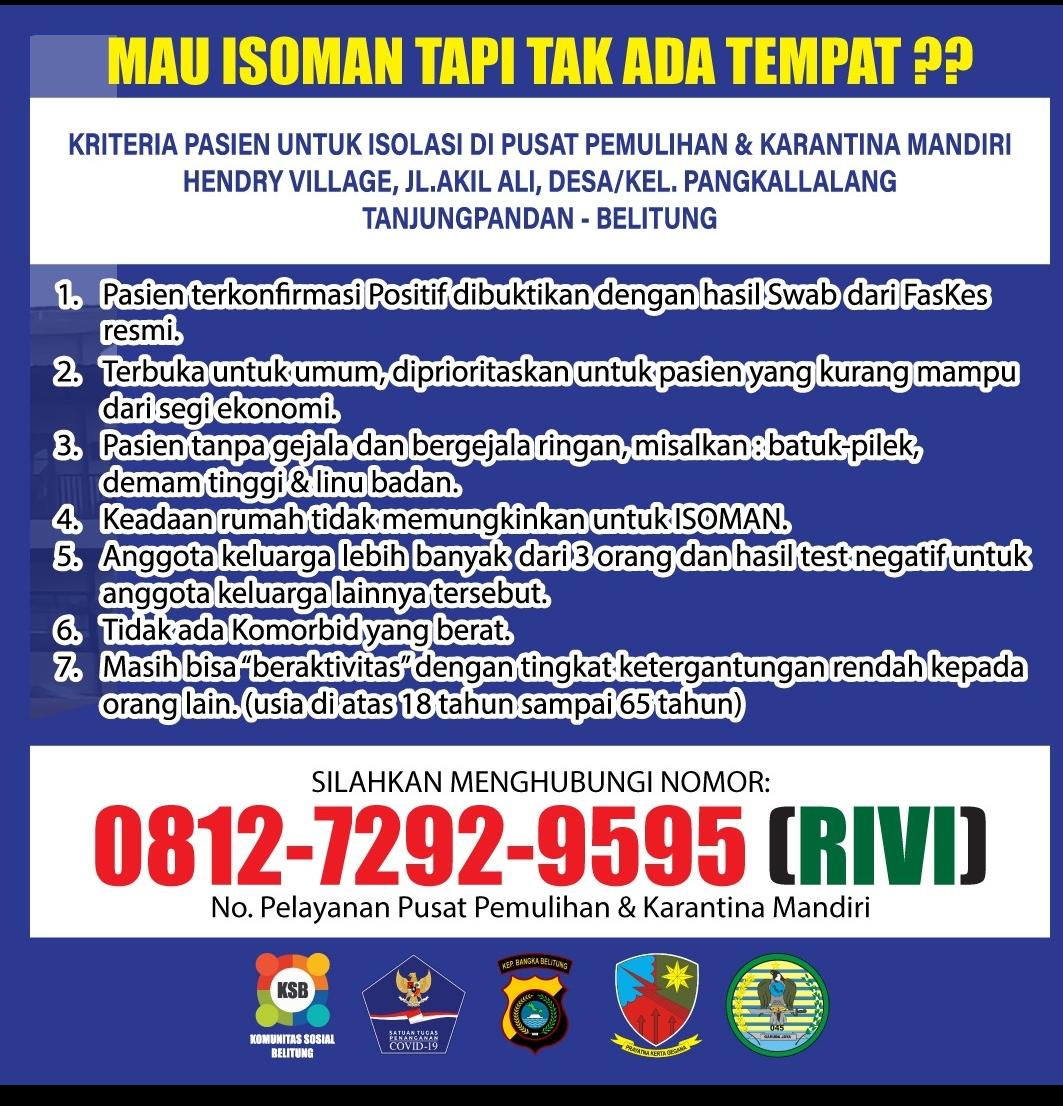 MAU ISOMAN TAPI TAK ADA TEMPAT ??
KRITERIA PASIEN UNTUK ISOLASI DI PUSAT PEMULIHAN & KARANTINA MANDIRI
HENDRY VILLAGE, JL.AKIL ALI, DESA/KEL. PANGKALLALANG
TANJUNGPANDAN - BELITUNG
1. Pasien terkonfirmasi Positif dibuktikan dengan hasil Swab dari FasKes
resmi.
2. Terbuka untuk umum, diprioritaskan untuk pasien yang kurang mampu
dari segi ekonomi.
3. Pasien tanpa gejala dan bergejala ringan, misalkan : batuk-pilek,
demam tinggi & linu badan.
4. Keadaan rumah tidak memungkinkan untuk ISOMAN.
5. Anggota keluarga lebih banyak dari 3 orang dan hasil test negatif untuk
anggota keluarga lainnya tersebut.
6. Tidak ada Komorbid yang berat.
7. Masih bisa "beraktivitas" dengan tingkat ketergantungan rendah kepada
orang lain. (usia di atas 18 tahun sampai 65 tahun)
SILAHKAN MENGHUBUNGI NOMOR:
0812-7292-9595 (RIVI)
No. Pelayanan Pusat Pemulihan & Karantina Mandiri
KSB
KOMUNITAS SOSIAL
BELITUNG
SATUAN TUGAS
PENANGANAN
COVID-19
KEP. BANGKA BELITUNG
PRAYATNA KERTA GEGANA
045
GARUDA JAYA